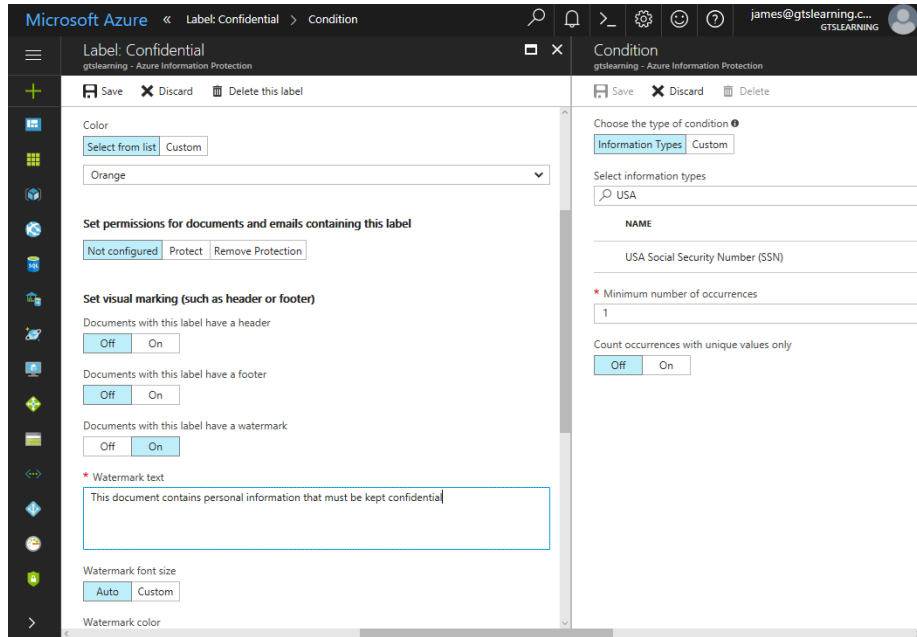 Microsoft Azure « Label: Confidential > Condition
james@gtslearning.c...
GTSLEARNING
Label: Confidential
gtslearning - Azure Information Protection
Save Discard Delete this label
Color
Select from list Custom
Orange
Set permissions for documents and emails containing this label
Not configured Protect Remove Protection
Set visual marking (such as header or footer)
Documents with this label have a header
Off On
Documents with this label have a footer
Off On
Documents with this label have a watermark
Off On
* Watermark text
This document contains personal information that must be kept confidential
Watermark font size
Auto Custom
Watermark color
Condition
gtslearning - Azure Information Protection
Save Discard Delete
Choose the type of condition
Information Types Custom
Select information types
USA
NAME
USA Social Security Number (SSN)
* Minimum number of occurrences
1
Count occurrences with unique values only
Off On
SQL